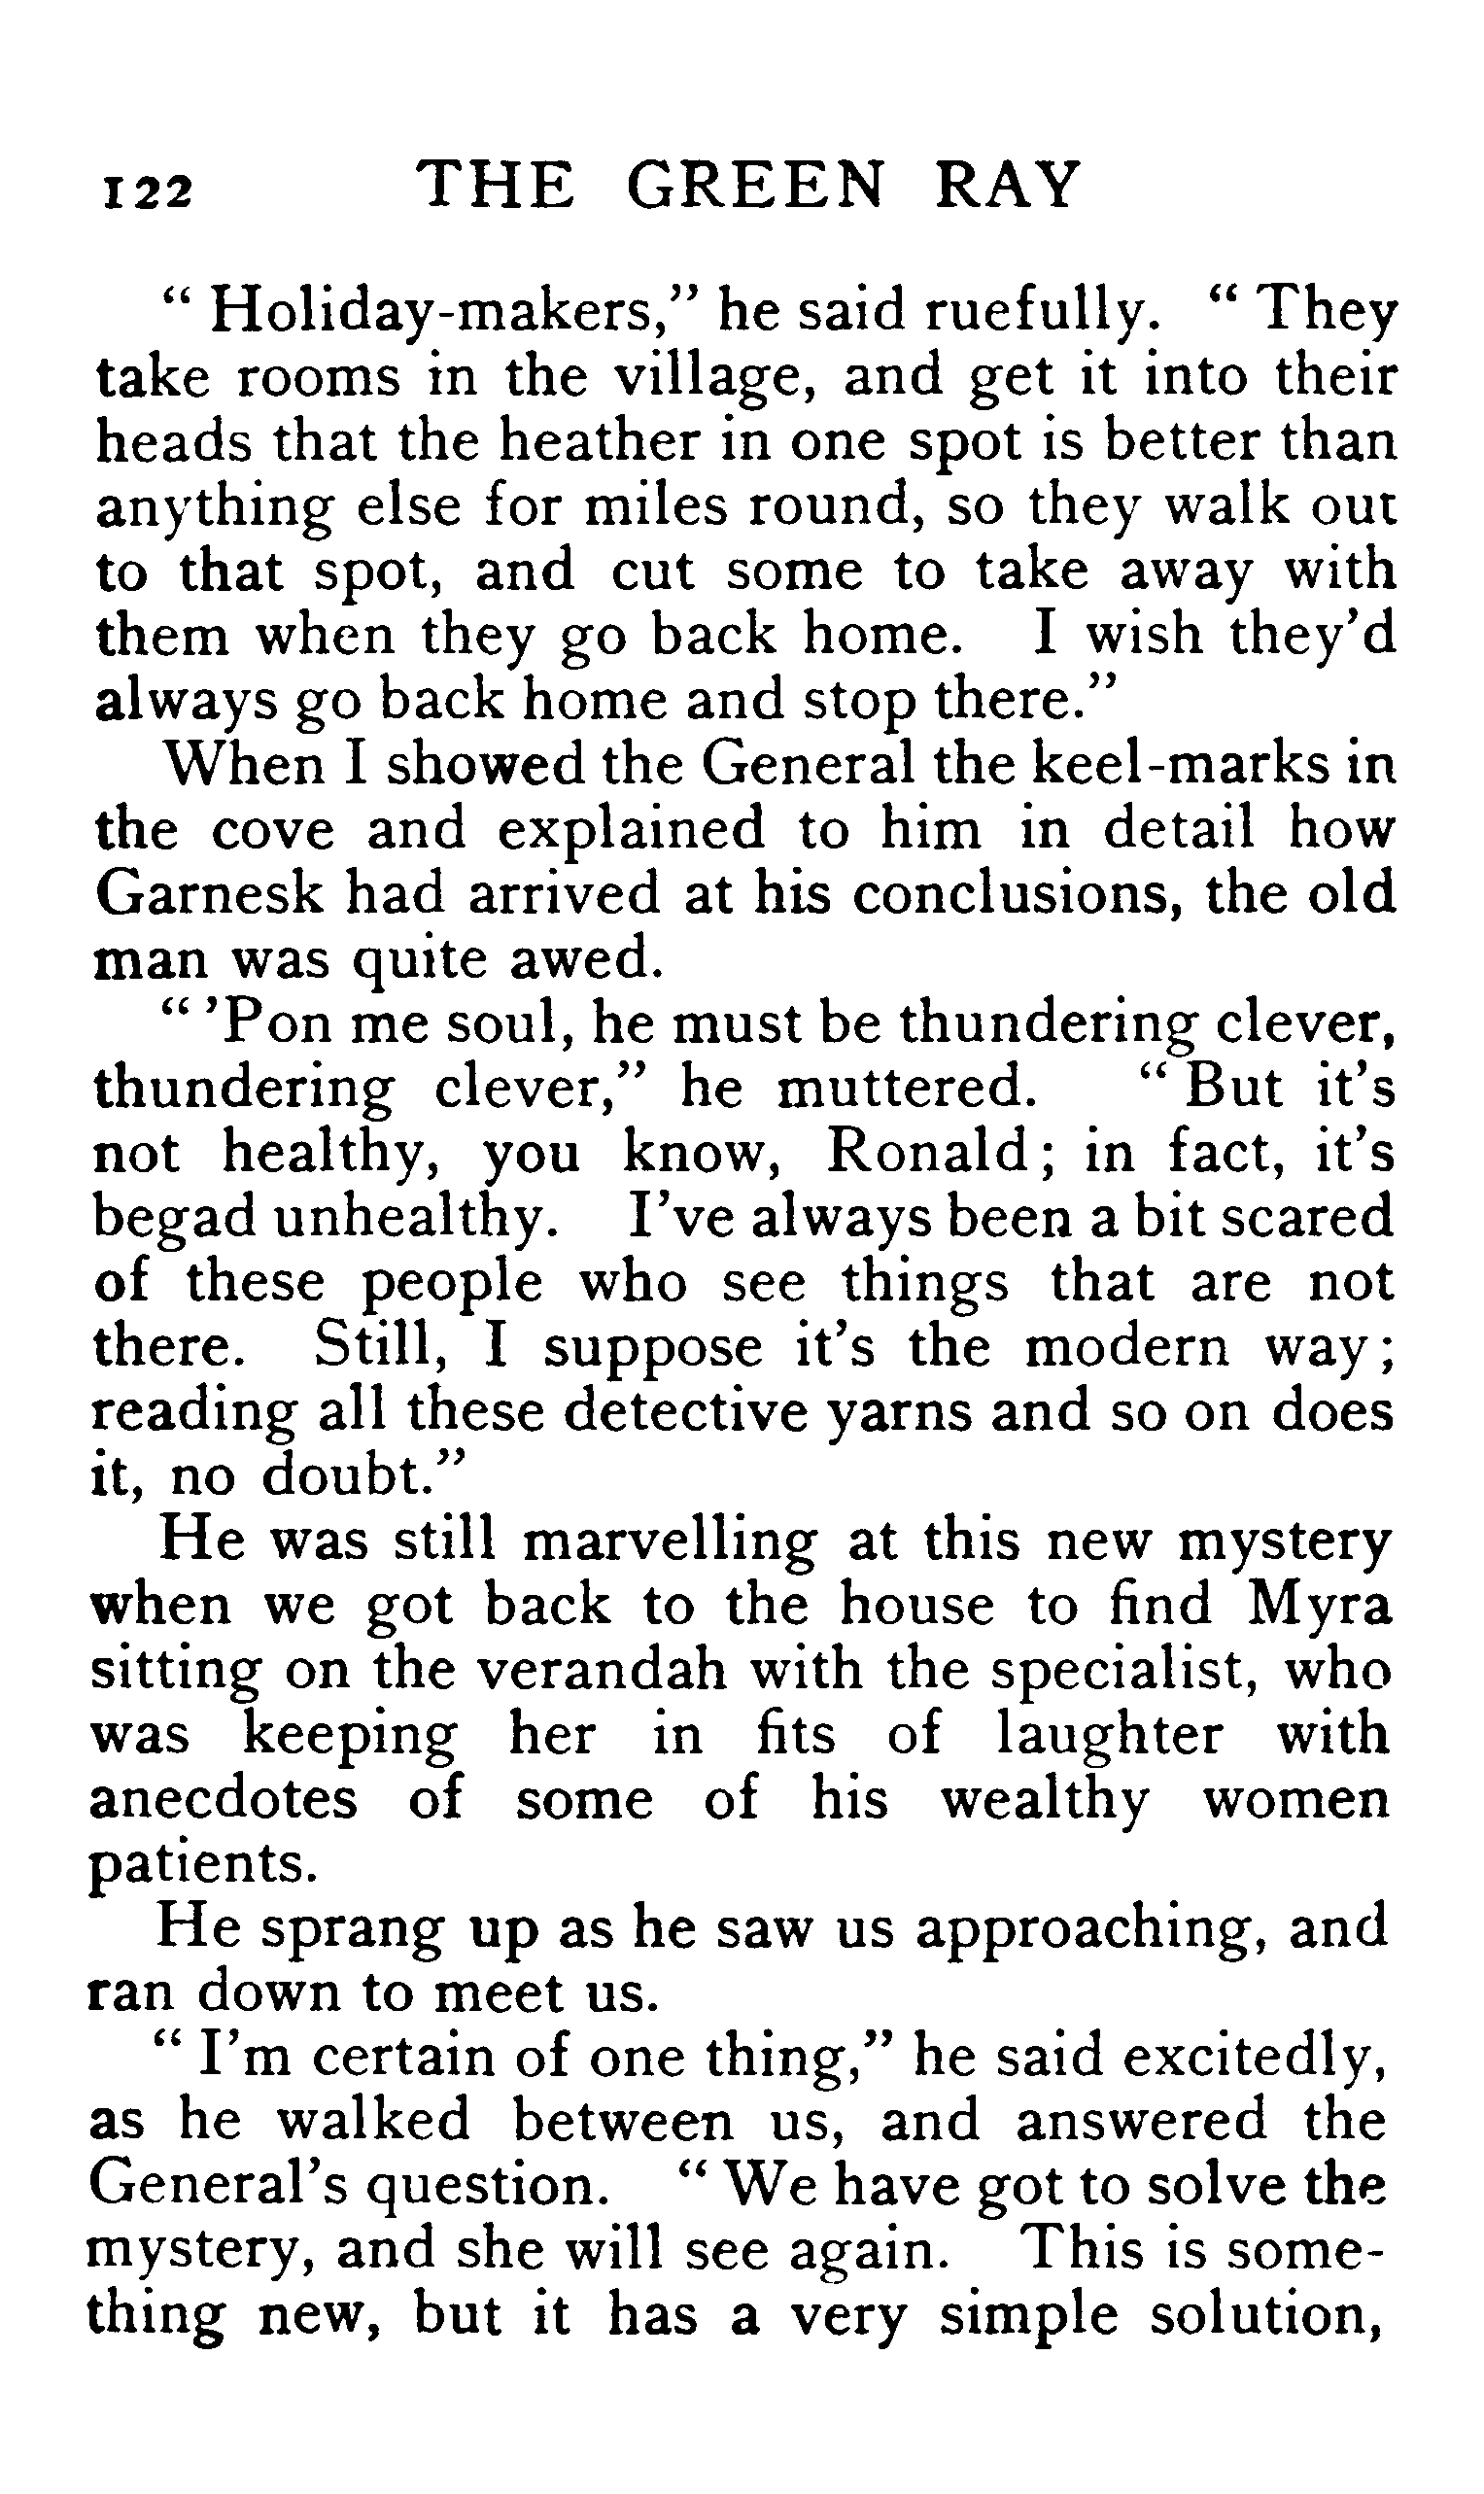 122 THE GREEN RAY
“ Holiday-makers,” he said ruefully. “ They
take rooms in the village, and get it into their
heads that the heather in one spot is better than
anything else for miles round, so they walk out
to that spot, and cut some to take away with
them when they go back home. I wish they’d
always go back home and stop there.”
When I showed the General the keel-marks in
the cove and explained to him in detail how
Garnesk had arrived at his conclusions, the old
man was quite awed.
“ ’Pon me soul, he must be thundering clever,
thundering clever,” he muttered. “ But it’s
not healthy, you know, Ronald ; in fact, it’s
begad unhealthy. I’ve always been a bit scared
of these people who see things that are not
there. Still, I suppose it’s the modern way ;
reading all these detective yarns and so on does
it, no doubt.”
He was still marvelling at this new mystery
when we got back to the house to find Myra
sitting on the verandah with the specialist, who
was keeping her in fits of laughter with
anecdotes of some of his wealthy women
patients.
He sprang up as he saw us approaching, and
ran down to meet us.
“ I’m certain of one thing,” he said excitedly,
as he walked between us, and answered the
General’s question. “ We have got to solve the
mystery, and she will see again. This is some-
thing new, but it has a very simple solution,